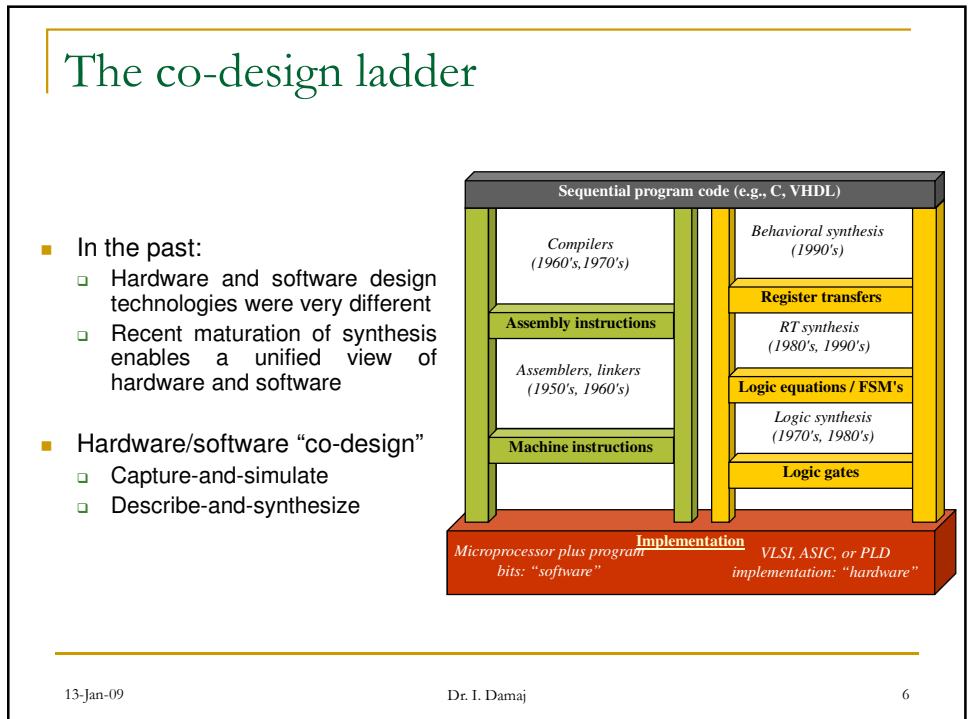 The co-design ladder
In the past:
Hardware and software design
technologies were very different
Recent maturation of synthesis
enables a unified view of
hardware and software
Hardware/software “co-design”
Capture-and-simulate
Describe-and-synthesize
Sequential program code (e.g., C, VHDL)
Compilers
(1960's,1970's)
Assembly instructions
Assemblers, linkers
(1950's, 1960's)
Machine instructions
Behavioral synthesis
(1990's)
Register transfers
RT synthesis
(1980's, 1990's)
Logic equations / FSM's
Logic synthesis
(1970's, 1980's)
Logic gates
Implementation
Microprocessor plus program
bits: “software”
VLSI, ASIC, or PLD
implementation: “hardware”
13-Jan-09
Dr. I. Damaj
6